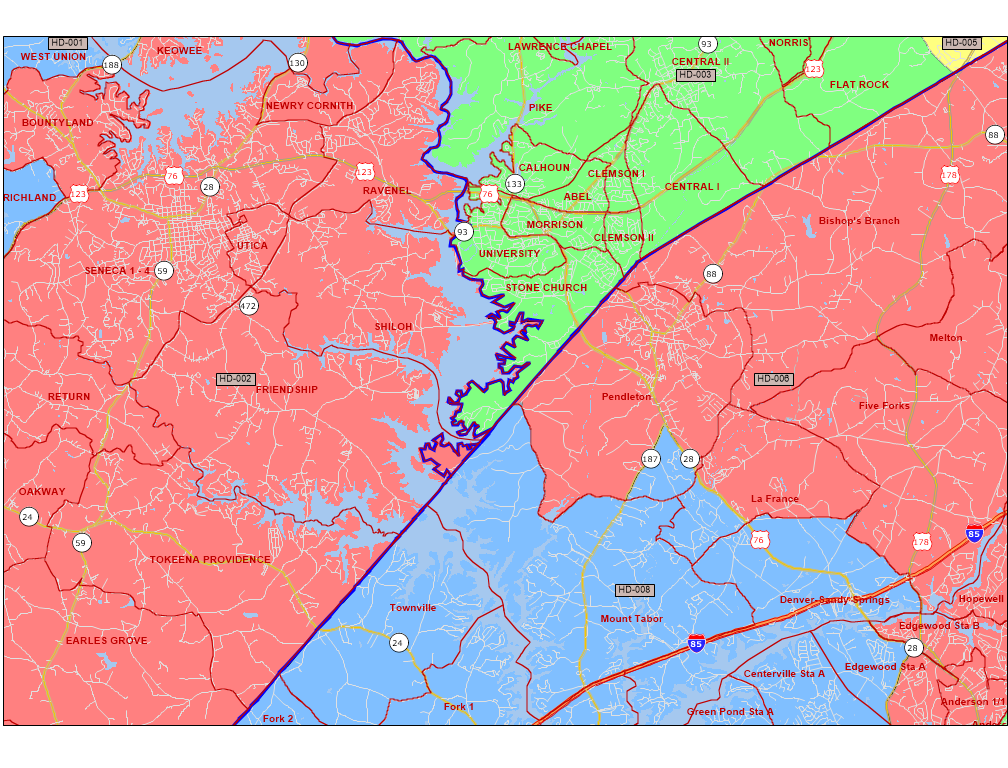 HD-001
WEST UNION
KEOWEE
188
130
NEWRY CORNITH
BOUNTYLAND
LAWRENCE CHAPEL
93
NORRIS
HD-005
CENTRAL II
HD-003
123
FLAT ROCK
PIKE
88
RICHLAND
123
76
28
123
RAVENEL
CALHOUN
133
76
CLEMSON I
ABEL
CENTRAL I
178
93
MORRISON
CLEMSON II
Bishop's Branch
UTICA
UNIVERSITY
SENECA 1 - 4
59
88
STONE CHURCH
472
SHILOH
Melton
HD-002
FRIENDSHIP
HD-006
RETURN
Pendleton
Five Forks
187
28
OAKWAY
La France
24
59
76
178
85
TOKEENA PROVIDENCE
HD-008
Townville
Mount Tabor
Denver-Sandy Springs
Hopewell
Edgewood Sta B
EARLES GROVE
24
85
28
Edgewood Sta A
Centerville Sta A
Fork 1
Fork 2
Green Pond Sta A
Anderson 1/1